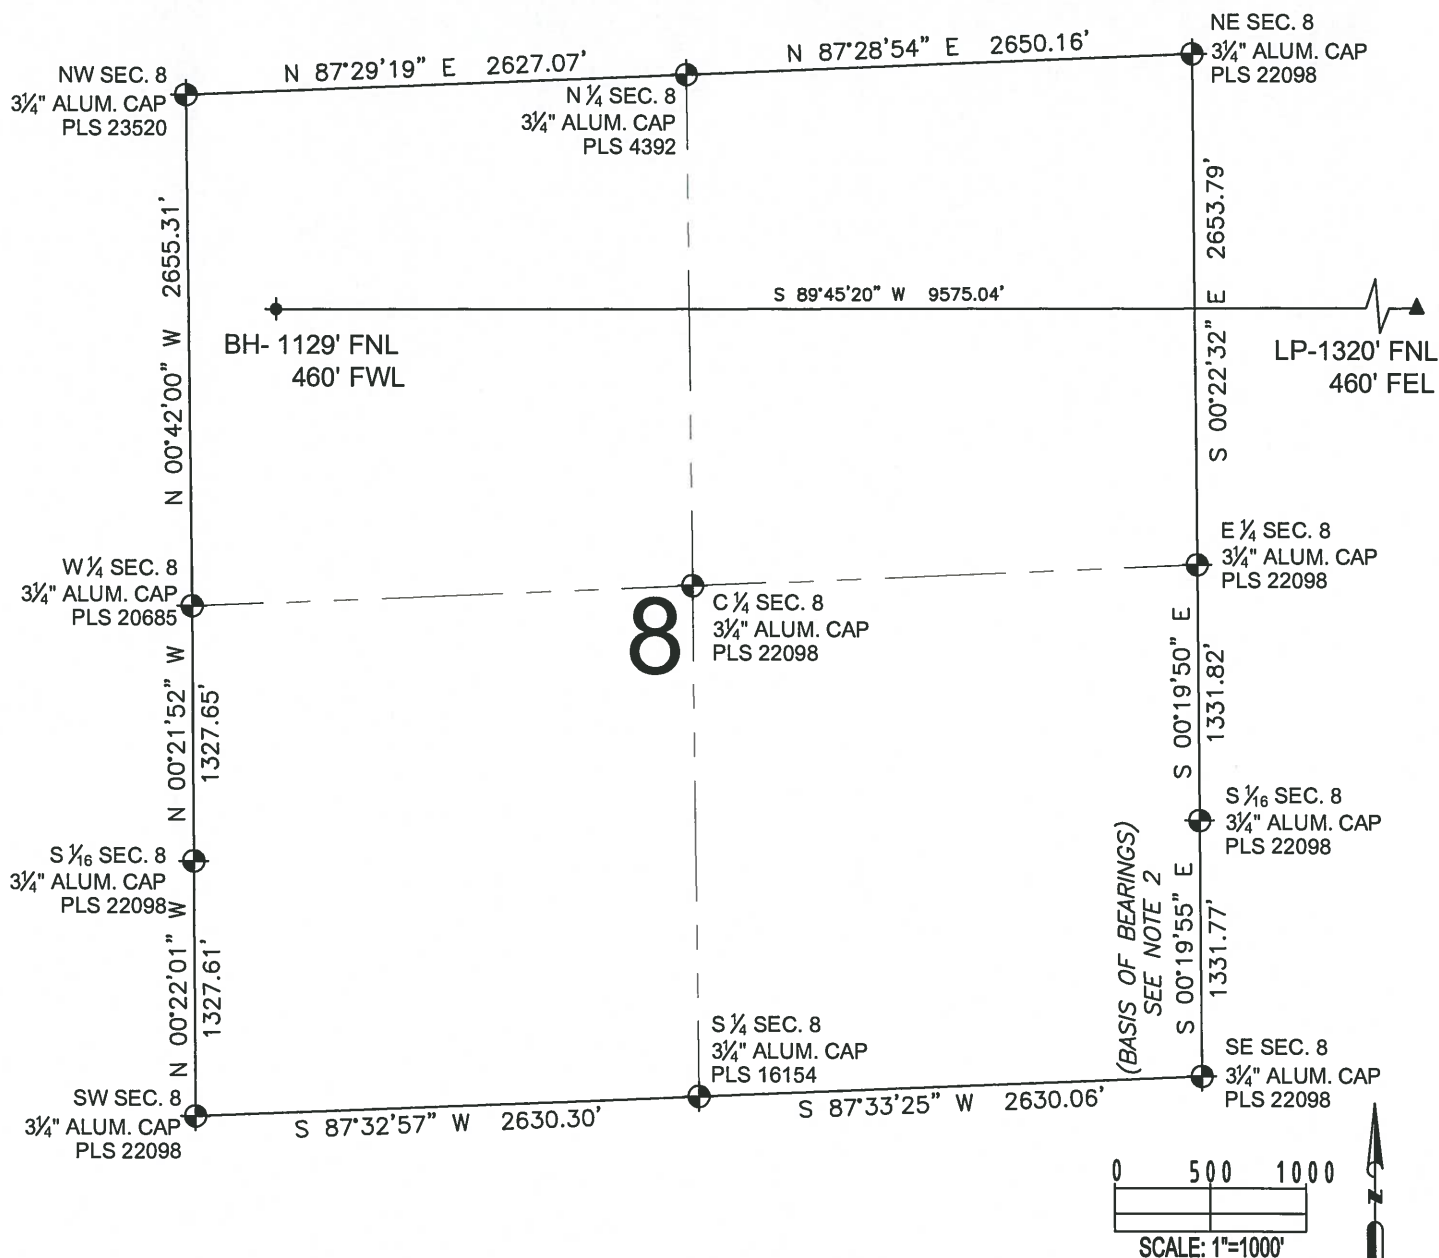 NE SEC. 8
3¼" ALUM. CAP
PLS 22098
N 87°28'54" E 2650.16'
N 87°29'19" E 2627.07'
NW SEC. 8
3¼" ALUM. CAP
PLS 23520
N ¼ SEC. 8
3¼" ALUM. CAP
PLS 4392
N 00°42'00" W 2655.31'
S 00°22'32" E 2653.79'
S 89°45'20" W 9575.04'
BH- 1129' FNL
460' FWL
LP-1320' FNL
460' FEL
W ¼ SEC. 8
3¼" ALUM. CAP
PLS 20685
E ¼ SEC. 8
3¼" ALUM. CAP
PLS 22098
8
C ¼ SEC. 8
3¼" ALUM. CAP
PLS 22098
N 00°21'52" W
1327.65'
S 00°19'50" E
1331.82'
S 1/16 SEC. 8
3¼" ALUM. CAP
PLS 22098
S 1/16 SEC. 8
3¼" ALUM. CAP
PLS 22098
N 00°22'01" W
1327.61'
(BASIS OF BEARINGS)
SEE NOTE 2
S 00°19'55" E
1331.77'
S ¼ SEC. 8
3¼" ALUM. CAP
PLS 16154
SE SEC. 8
3¼" ALUM. CAP
PLS 22098
SW SEC. 8
3¼" ALUM. CAP
PLS 22098
S 87°32'57" W 2630.30'
S 87°33'25" W 2630.06'
0 500 1000
SCALE: 1"=1000'
N